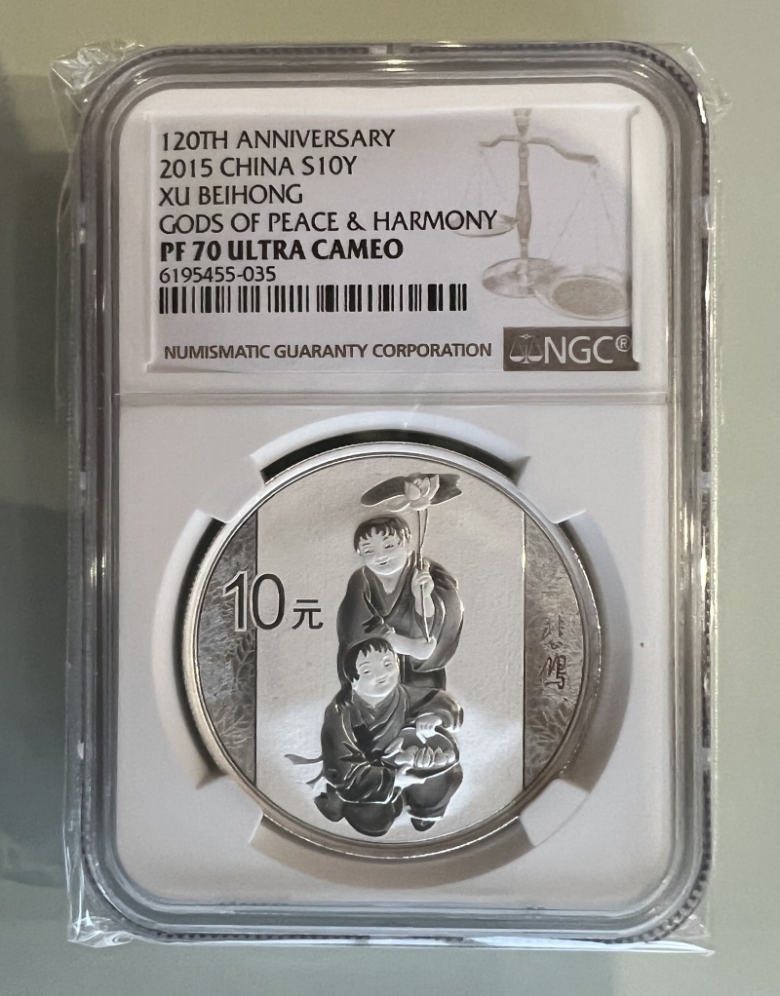 120TH ANNIVERSARY
2015 CHINA S10Y
XU BEIHONG
GODS OF PEACE & HARMONY
PF 70 ULTRA CAMEO
6195455-035
NUMISMATIC GUARANTY CORPORATION
NGC®
10元
悲鴻